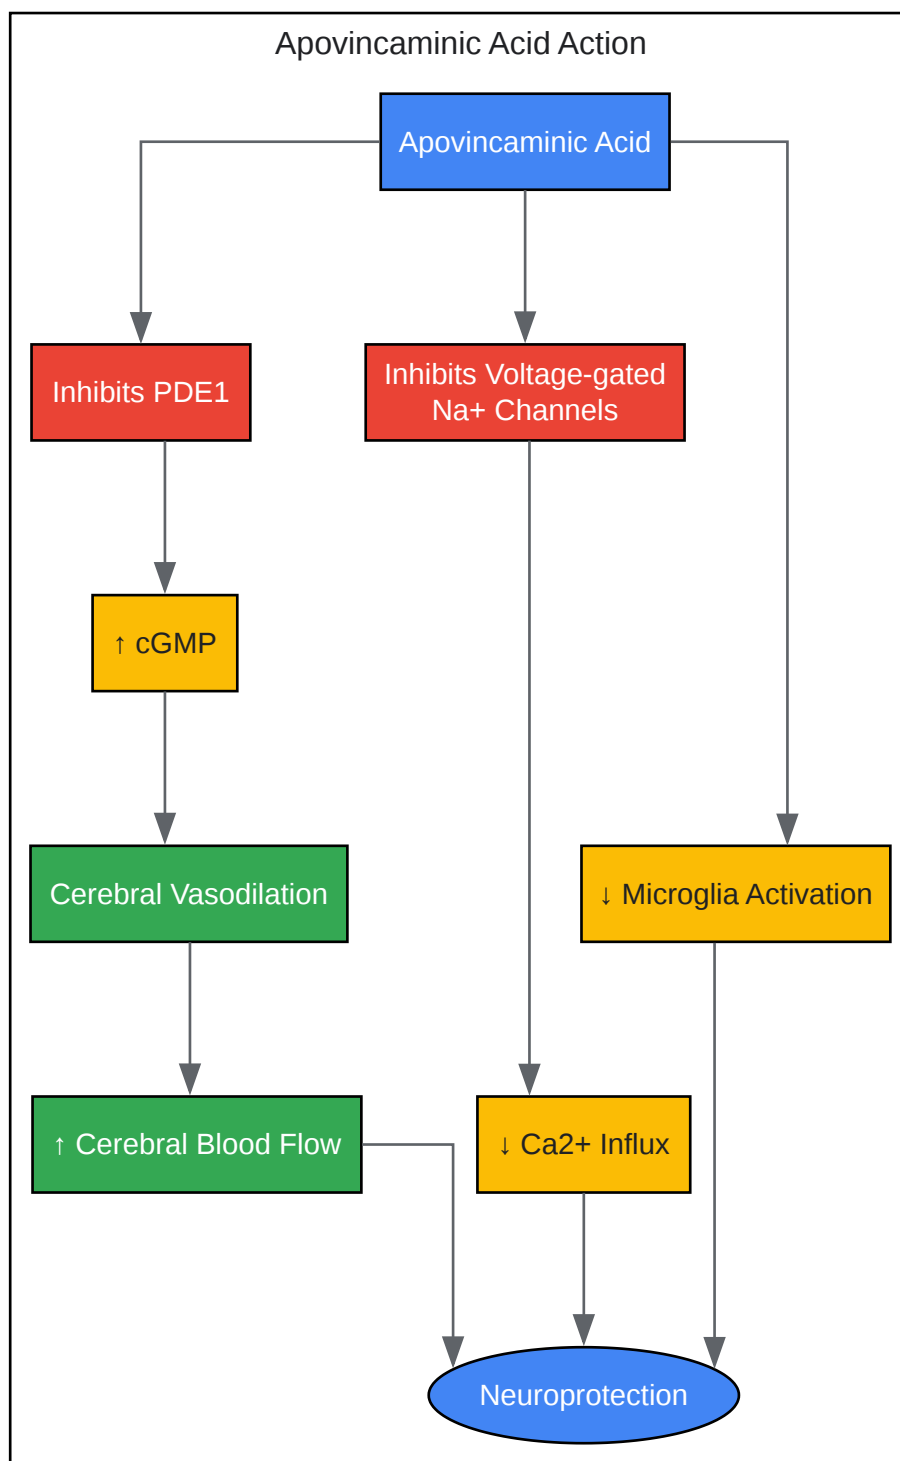 Apovincaminic Acid Action
Apovincaminic Acid
Inhibits PDE1
Inhibits Voltage-gated
Na+ Channels
↑ cGMP
Cerebral Vasodilation
↓ Microglia Activation
↑ Cerebral Blood Flow
↓ Ca2+ Influx
Neuroprotection